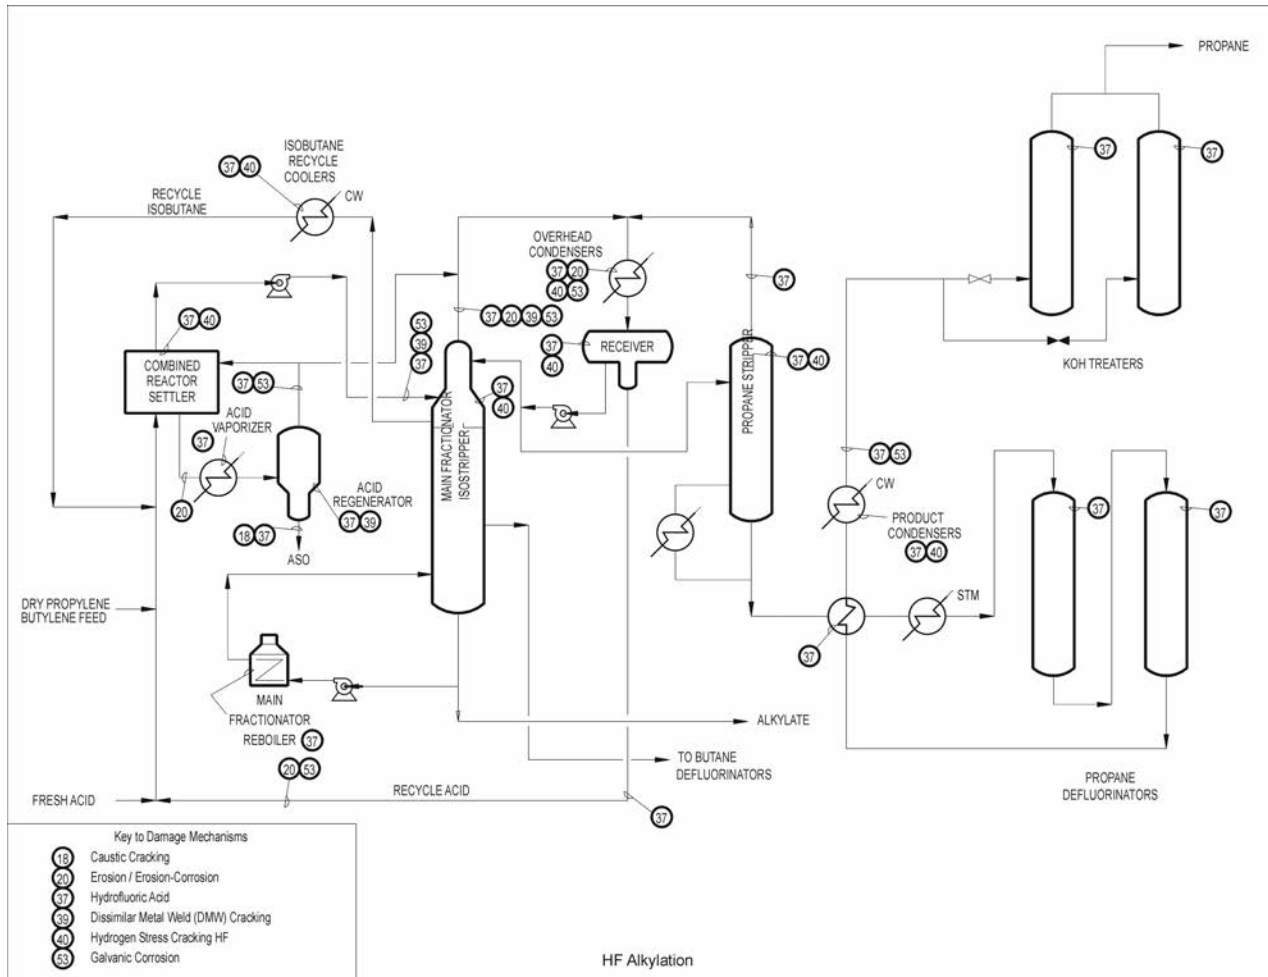 PROPANE
37
37
ISOBUTANE
RECYCLE
COOLERS
37 40
CW
RECYCLE
ISOBUTANE
OVERHEAD
CONDENSERS
37 20
40 53
37
37 20 39 53
53
39
37
37 40
COMBINED
REACTOR
SETTLER
RECEIVER
37
40
PROPANE STRIPPER
37 40
KOH TREATERS
37 53
ACID
VAPORIZER
37
20
37
40
MAIN FRACTIONATOR
ISOSTRIPPER
ACID
REGENERATOR
37 39
18 37
ASO
37 53
CW
PRODUCT
CONDENSERS
37 40
37
37
STM
37
DRY PROPYLENE
BUTYLENE FEED
MAIN
FRACTIONATOR
REBOILER 37
ALKYLATE
TO BUTANE
DEFLUORINATORS
PROPANE
DEFLUORINATORS
20 53
RECYCLE ACID
FRESH ACID
37
Key to Damage Mechanisms
18 Caustic Cracking
20 Erosion / Erosion-Corrosion
37 Hydrofluoric Acid
39 Dissimilar Metal Weld (DMW) Cracking
40 Hydrogen Stress Cracking HF
53 Galvanic Corrosion
HF Alkylation